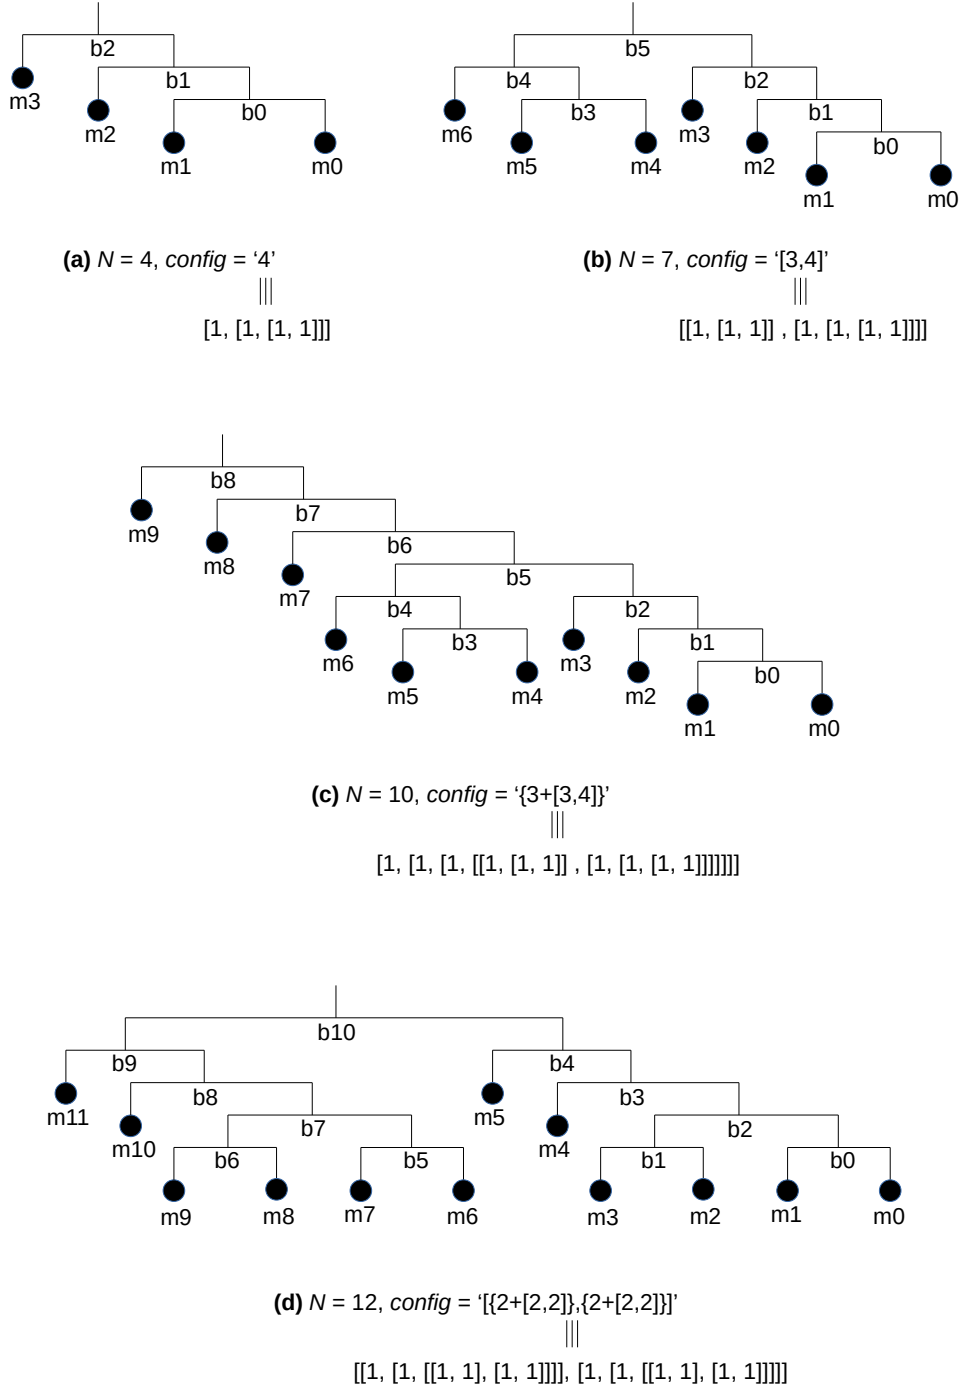 b2
b5
m3
b1
b4
b2
m2
b0
m6
b3
m3
b1
m1
m0
m5
m4
m2
b0
m1
m0
(a) N = 4, config = ‘4’
[1, [1, [1, 1]]]
(b) N = 7, config = ‘[3,4]’
[[1, [1, 1]] , [1, [1, [1, 1]]]]
b8
m9
b7
m8
b6
m7
b5
b4
b2
m6
b3
m3
b1
m5
m4
m2
b0
m1
m0
(c) N = 10, config = ‘{3+[3,4]}’
[1, [1, [1, [[1, [1, 1]] , [1, [1, [1, 1]]]]]]]
b10
b9
b4
m11
b8
m5
b3
m10
b7
m4
b2
b6
b5
b1
b0
m9
m8
m7
m6
m3
m2
m1
m0
(d) N = 12, config = ‘[{2+[2,2]},{2+[2,2]}]’
[[1, [1, [[1, 1], [1, 1]]]], [1, [1, [[1, 1], [1, 1]]]]]